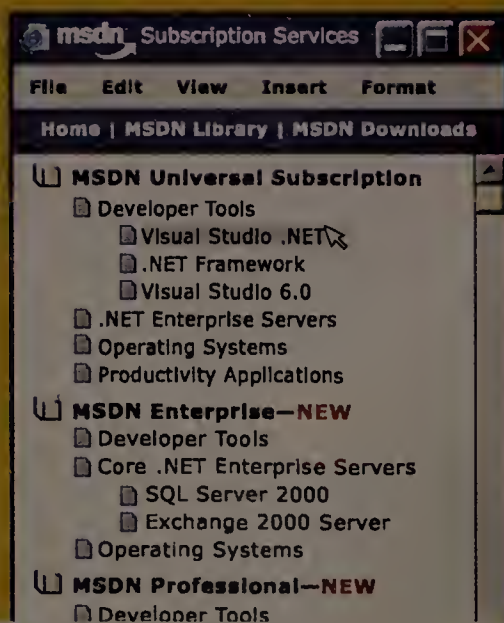 msdn Subscription Services
File Edit View Insert Format
Home | MSDN Library | MSDN Downloads
MSDN Universal Subscription
Developer Tools
Visual Studio .NET
.NET Framework
Visual Studio 6.0
.NET Enterprise Servers
Operating Systems
Productivity Applications
MSDN Enterprise—NEW
Developer Tools
Core .NET Enterprise Servers
SQL Server 2000
Exchange 2000 Server
Operating Systems
MSDN Professional—NEW
Developer Tools